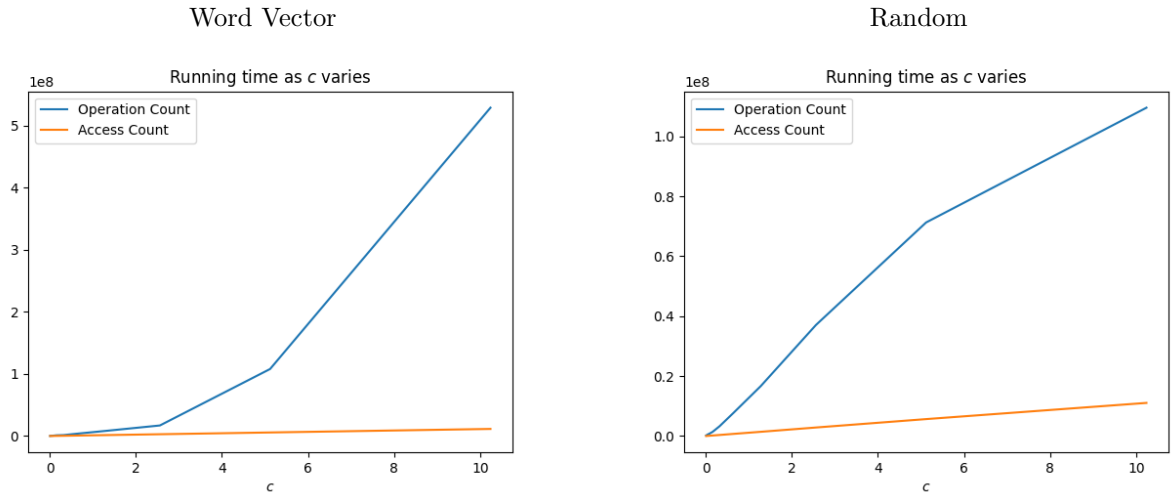 Word Vector
Running time as c varies
1e8
Operation Count
Access Count
5
4
3
2
1
0
0 2 4 6 8 10
c
Random
Running time as c varies
1e8
Operation Count
Access Count
1.0
0.8
0.6
0.4
0.2
0.0
0 2 4 6 8 10
c